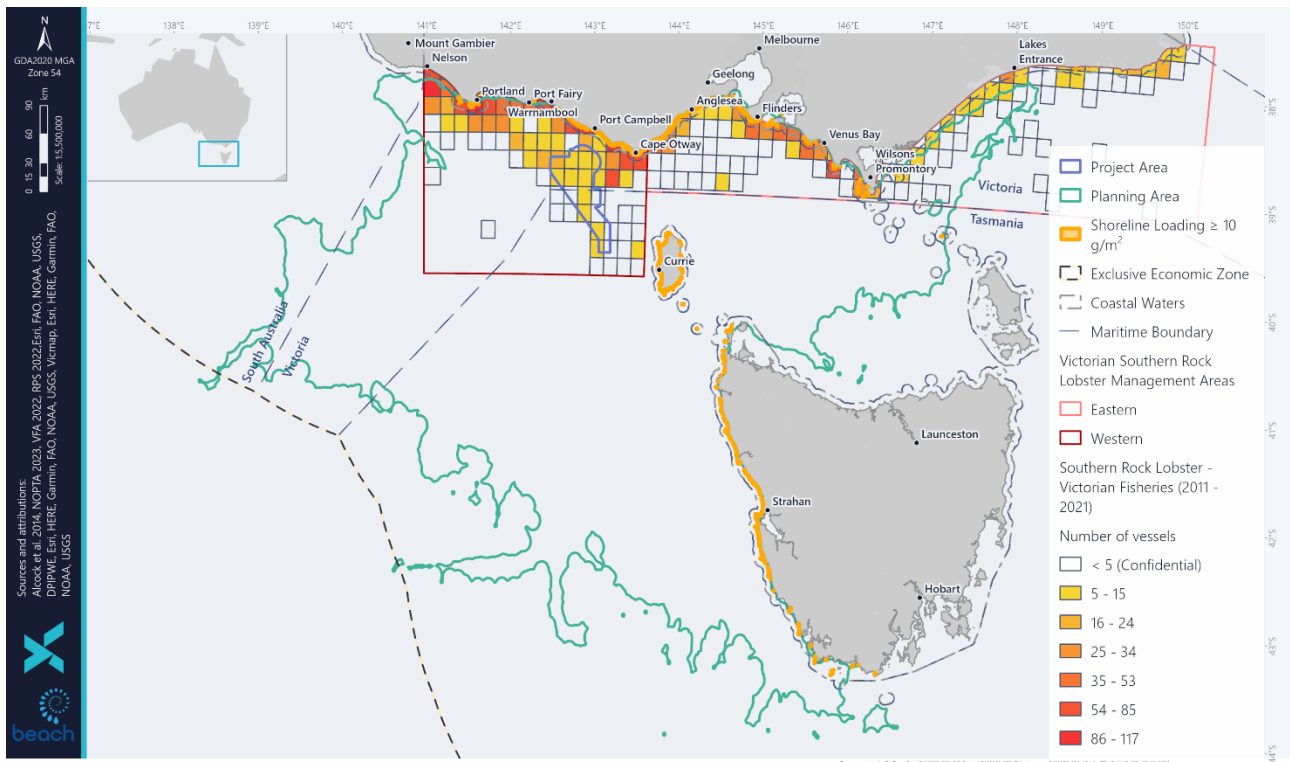 N
GDA2020 MGA
Zone 54
km
0 15 30 60 90
Scale: 1:5,500,000
Sources and attributions:
Alcock et al. 2014, NOPTA 2023, VFA 2022, RPS 2022,Esri, FAO, NOAA, USGS,
DPIPWE, Esri, HERE, Garmin, FAO, NOAA, USGS, Vicmap, Esri, HERE, Garmin, FAO,
NOAA, USGS
beach
7°E 138°E 139°E 140°E 141°E 142°E 143°E 144°E 145°E 146°E 147°E 148°E 149°E 150°E
38°S
39°S
40°S
41°S
42°S
43°S
44°S
Mount Gambier
Nelson
Portland
Port Fairy
Warrnambool
Port Campbell
Cape Otway
Anglesea
Geelong
Melbourne
Flinders
Venus Bay
Wilsons
Promontory
Lakes
Entrance
Victoria
Tasmania
South Australia
Victoria
Currie
Launceston
Strahan
Hobart
Project Area
Planning Area
Shoreline Loading ≥ 10
g/m²
Exclusive Economic Zone
Coastal Waters
Maritime Boundary
Victorian Southern Rock
Lobster Management Areas
Eastern
Western
Southern Rock Lobster -
Victorian Fisheries (2011 -
2021)
Number of vessels
< 5 (Confidential)
5 - 15
16 - 24
25 - 34
35 - 53
54 - 85
86 - 117